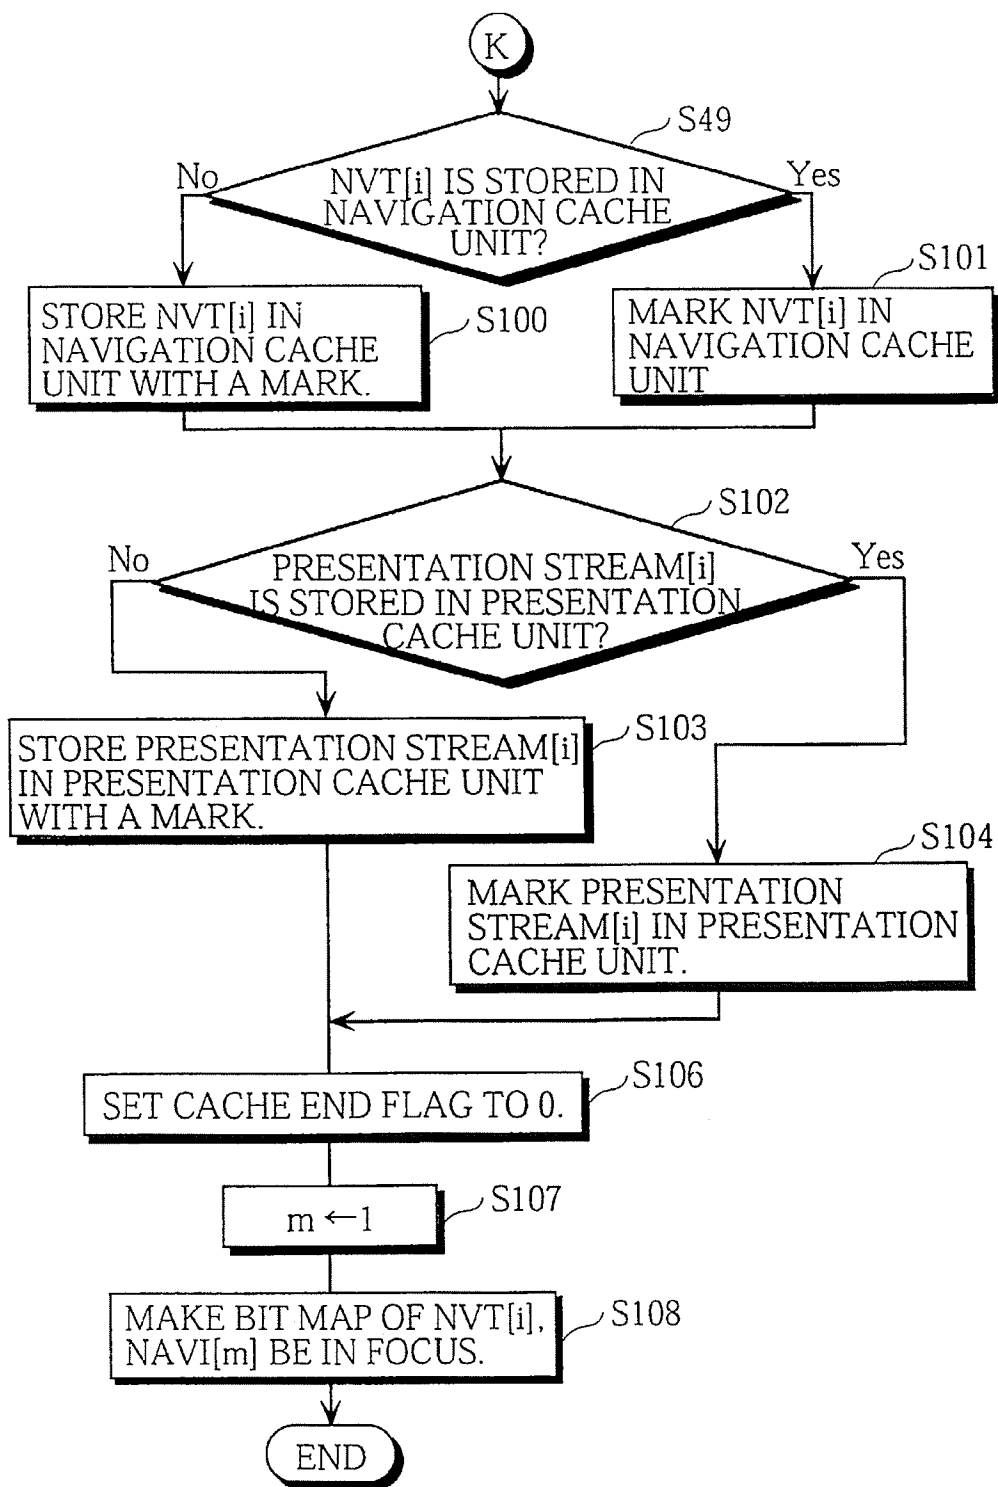 K
S49
No
Yes
NVT[i] IS STORED IN
NAVIGATION CACHE
UNIT?
S101
STORE NVT[i] IN
NAVIGATION CACHE
UNIT WITH A MARK.
S100
MARK NVT[i] IN
NAVIGATION CACHE
UNIT
S102
No
Yes
PRESENTATION STREAM[i]
IS STORED IN PRESENTATION
CACHE UNIT?
S103
STORE PRESENTATION STREAM[i]
IN PRESENTATION CACHE UNIT
WITH A MARK.
S104
MARK PRESENTATION
STREAM[i] IN PRESENTATION
CACHE UNIT.
S106
SET CACHE END FLAG TO 0.
S107
m ←1
S108
MAKE BIT MAP OF NVT[i],
NAVI[m] BE IN FOCUS.
END